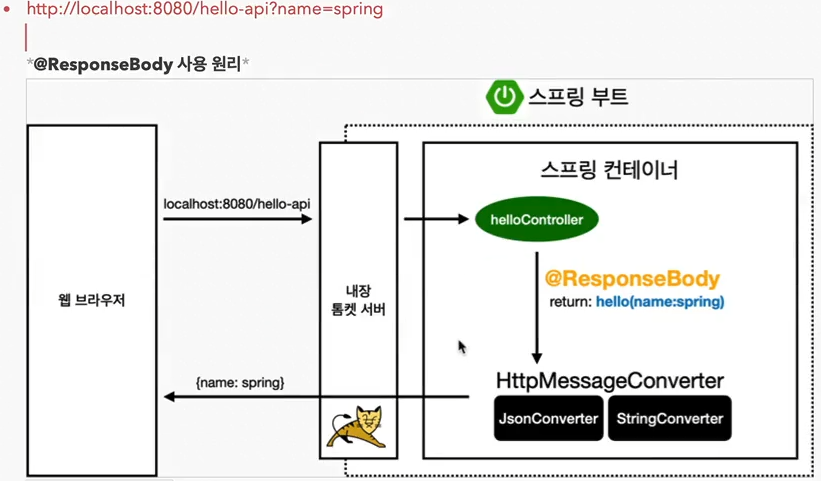 • http://localhost:8080/hello-api?name=spring
*@ResponseBody 사용 원리*
스프링 부트
스프링 컨테이너
localhost:8080/hello-api
helloController
@ResponseBody
return: hello(name:spring)
웹 브라우저
내장
톰켓 서버
HttpMessageConverter
{name: spring}
JsonConverter
StringConverter